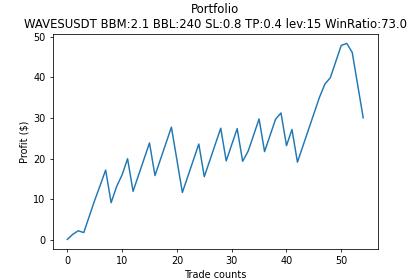 Portfolio
WAVESUSDT BBM:2.1 BBL:240 SL:0.8 TP:0.4 lev:15 WinRatio:73.0
50
40
30
20
10
0
Profit ($)
0 10 20 30 40 50
Trade counts